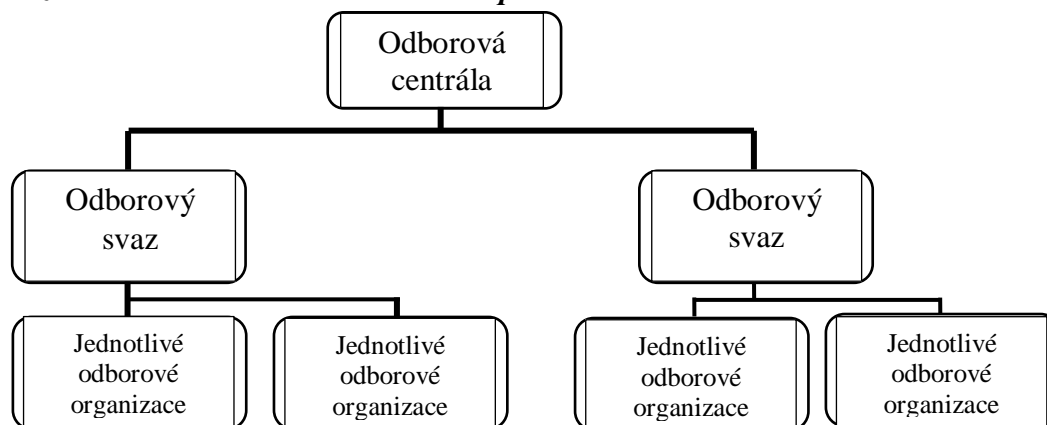 Odborová
centrála
Odborový
svaz
Odborový
svaz
Jednotlivé
odborové
organizace
Jednotlivé
odborové
organizace
Jednotlivé
odborové
organizace
Jednotlivé
odborové
organizace